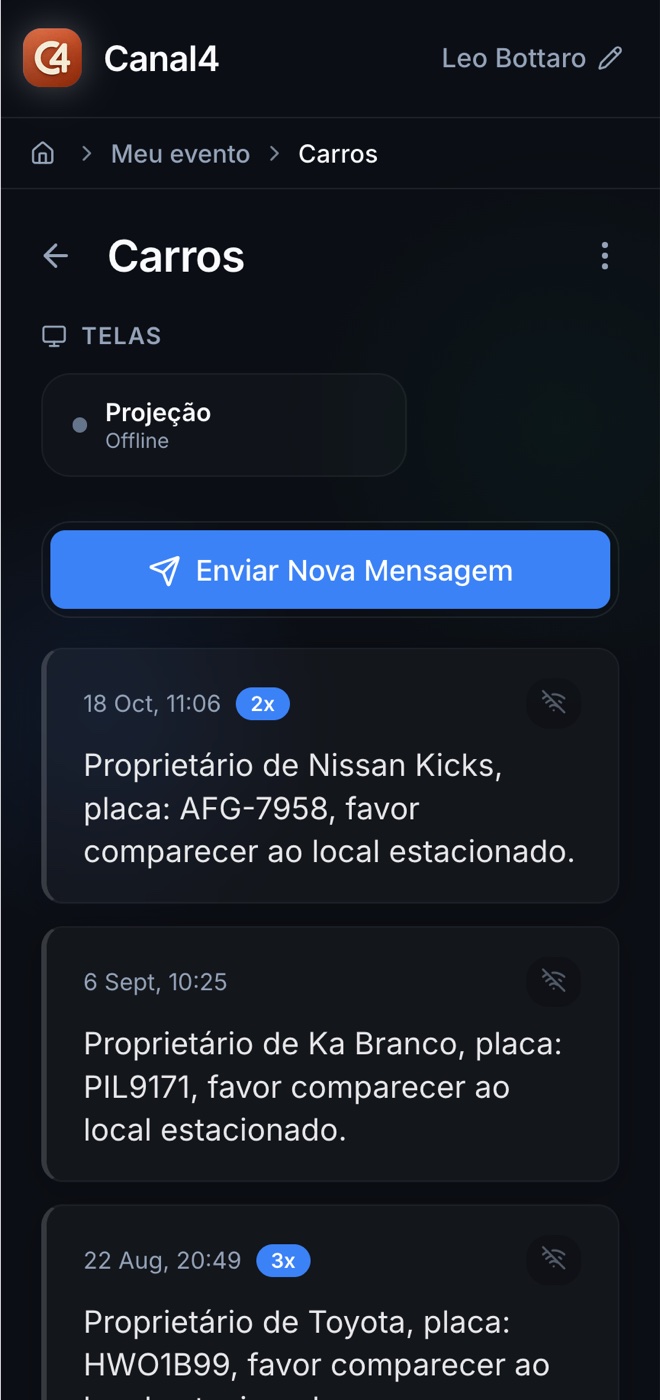 C4 Canal4 Leo Bottaro
Meu evento Carros
Carros
TELAS
Projeção
Offline
Enviar Nova Mensagem
18 Oct, 11:06 2x
Proprietário de Nissan Kicks,
placa: AFG-7958, favor
comparecer ao local estacionado.
6 Sept, 10:25
Proprietário de Ka Branco, placa:
PIL9171, favor comparecer ao
local estacionado.
22 Aug, 20:49 3x
Proprietário de Toyota, placa:
HWO1B99, favor comparecer ao